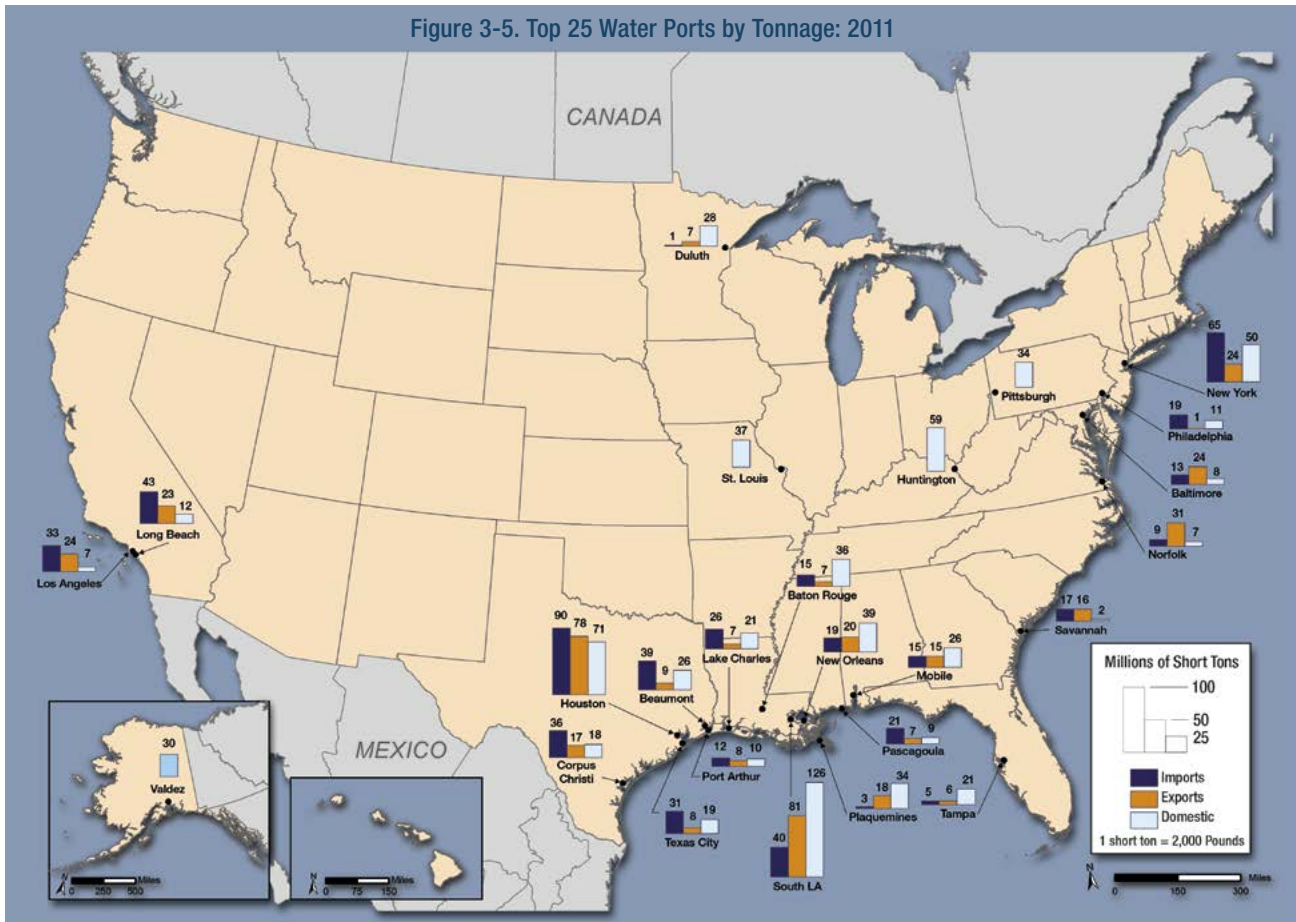 Figure 3-5. Top 25 Water Ports by Tonnage: 2011
CANADA
1 7 28
Duluth
65 24 50
New York
34
Pittsburgh
19 1 11
Philadelphia
37
St. Louis
59
Huntington
13 24 8
Baltimore
43 23 12
Long Beach
9 31 7
Norfolk
33 24 7
Los Angeles
15 7 36
Baton Rouge
17 16 2
Savannah
26 7 21
Lake Charles
19 20 39
New Orleans
15 15 26
Mobile
90 78 71
Houston
39 9 26
Beaumont
36 17 18
Corpus
Christi
MEXICO
12 8 10
Port Arthur
21 7 9
Pascagoula
31 8 19
Texas City
40 81 126
South LA
3 18 34
Plaquemines
5 6 21
Tampa
30
Valdez
N
0 250 500 Miles
N
0 75 150 Miles
Millions of Short Tons
100
50
25
Imports
Exports
Domestic
1 short ton = 2,000 Pounds
N
0 150 300 Miles